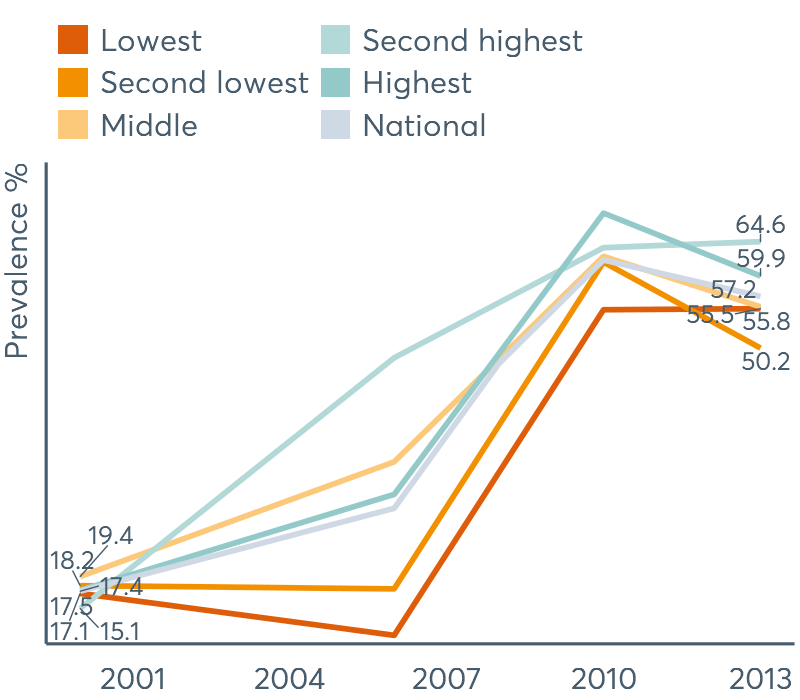 Lowest
Second lowest
Middle
Second highest
Highest
National
Prevalence %
64.6
59.9
57.2
55.5
55.8
50.2
19.4
18.2
17.4
17.5
17.1
15.1
2001
2004
2007
2010
2013